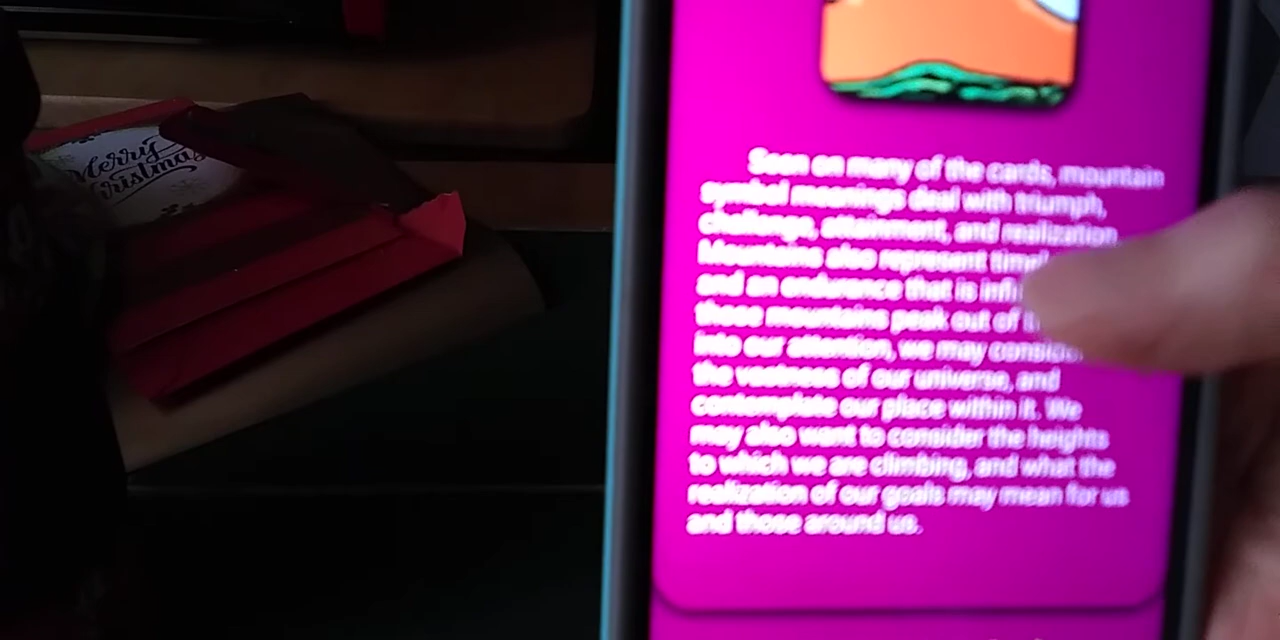 Merry
Christmas
Seen on many of the cards, mountain
symbol meanings deal with triumph,
challenge, attainment, and realization
Mountains also represent
and an endurance that is
these mountains peak out of
into our attention, we may
the vastness of our universe, and
contemplate our place within it. We
may also want to consider the heights
to which we are climbing, and what the
realization of our goals may mean for us
and those around us.